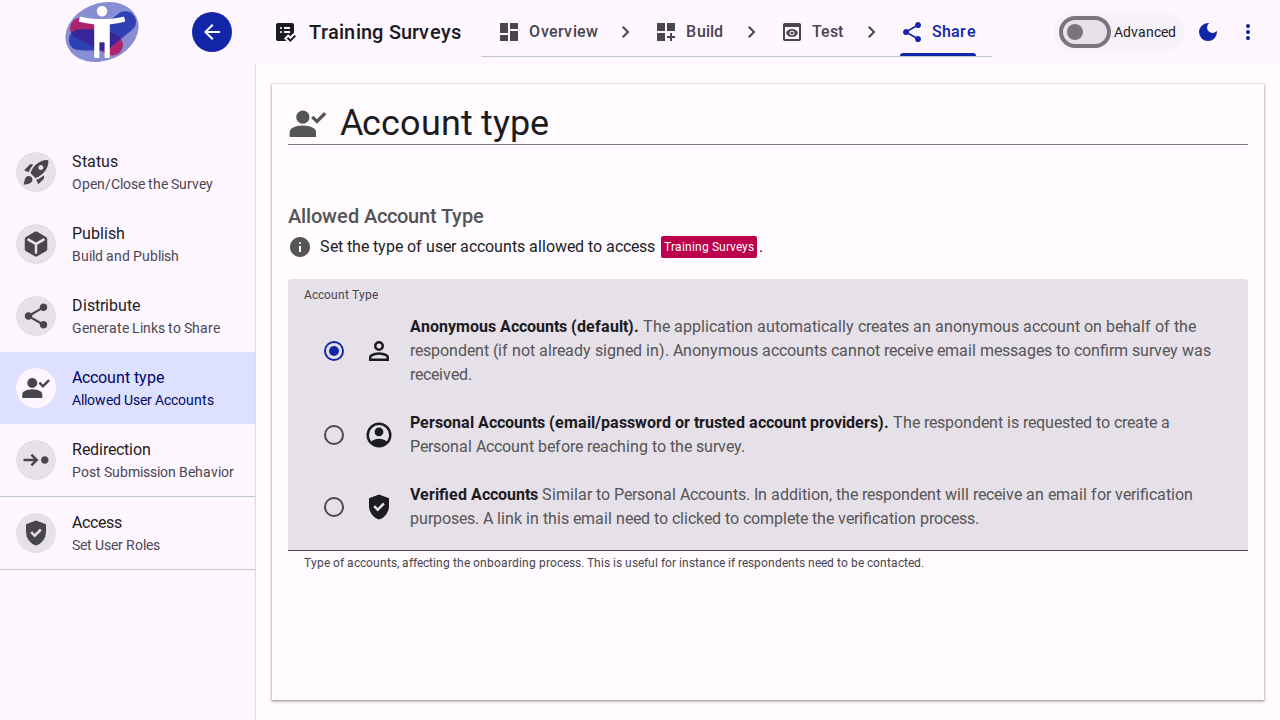 Training Surveys
Overview
Build
Test
Share
Advanced
Status
Open/Close the Survey
Publish
Build and Publish
Distribute
Generate Links to Share
Account type
Allowed User Accounts
Redirection
Post Submission Behavior
Access
Set User Roles
Account type
Allowed Account Type
Set the type of user accounts allowed to access Training Surveys .
Account Type
Anonymous Accounts (default). The application automatically creates an anonymous account on behalf of the
respondent (if not already signed in). Anonymous accounts cannot receive email messages to confirm survey was
received.
Personal Accounts (email/password or trusted account providers). The respondent is requested to create a
Personal Account before reaching to the survey.
Verified Accounts Similar to Personal Accounts. In addition, the respondent will receive an email for verification
purposes. A link in this email need to clicked to complete the verification process.
Type of accounts, affecting the onboarding process. This is useful for instance if respondents need to be contacted.